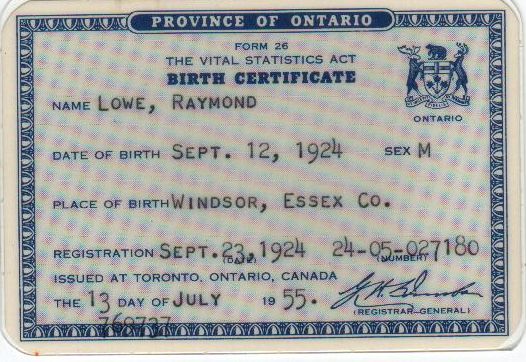 PROVINCE OF ONTARIO
FORM 26
THE VITAL STATISTICS ACT
BIRTH CERTIFICATE
ONTARIO
NAME LOWE, RAYMOND
DATE OF BIRTH SEPT. 12, 1924 SEX M
PLACE OF BIRTH WINDSOR, ESSEX CO.
REGISTRATION SEPT.23,1924 24-05-027180
(DATE) (NUMBER)
ISSUED AT TORONTO, ONTARIO, CANADA
THE 13 DAY OF JULY 1955.
(REGISTRAR-GENERAL)